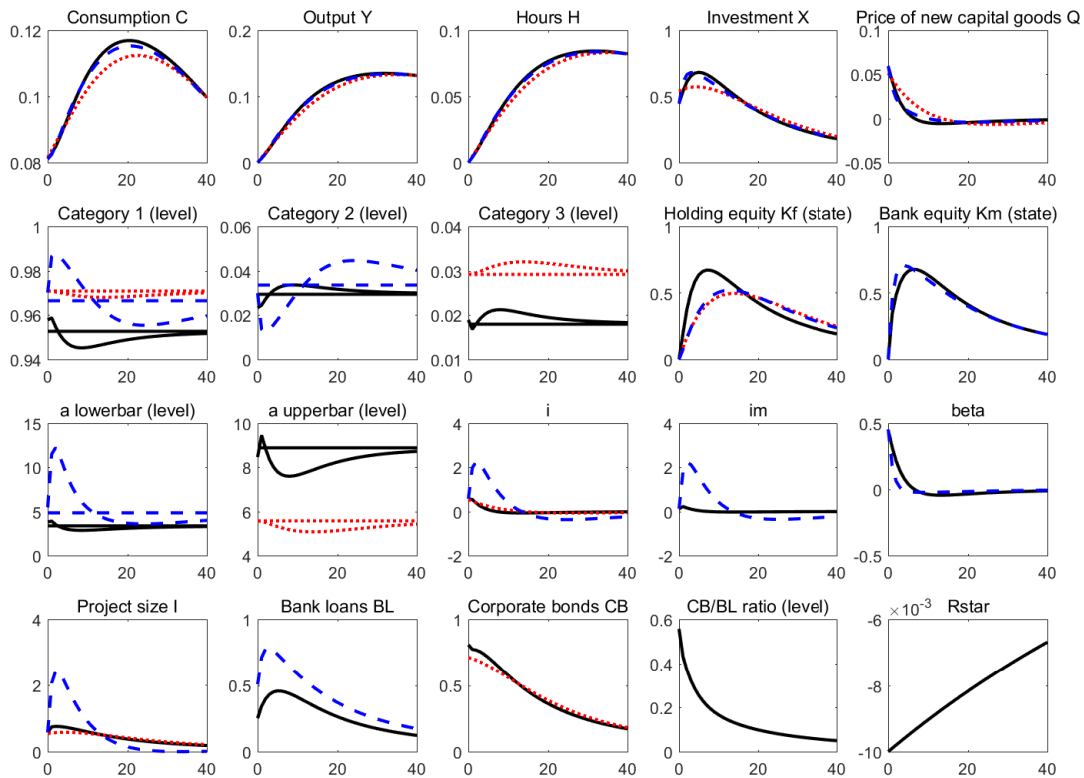 Consumption C Output Y Hours H Investment X Price of new capital goods Q
0.12 0.2 0.1 1 0.1
0.11 0.05
0.1 0.05 0.5
0.1 0
0.09
0.08 0 0 0 -0.05
0 20 40 0 20 40 0 20 40 0 20 40 0 20 40
Category 1 (level) Category 2 (level) Category 3 (level) Holding equity Kf (state) Bank equity Km (state)
1 0.06 0.04 1 1
0.98 0.04 0.03
0.5 0.5
0.96 0.02 0.02
0.94 0 0.01 0 0
0 20 40 0 20 40 0 20 40 0 20 40 0 20 40
a lowerbar (level) a upperbar (level) i im beta
15 10 4 4 0.5
10 8 2 2
0
5 6 0 0
0 4 -2 -2 -0.5
0 20 40 0 20 40 0 20 40 0 20 40 0 20 40
Project size I Bank loans BL Corporate bonds CB CB/BL ratio (level) ×10⁻³ Rstar
4 1 1 0.6 -6
0.4
2 0.5 0.5 -8
0.2
0 0 0 0 -10
0 20 40 0 20 40 0 20 40 0 20 40 0 20 40